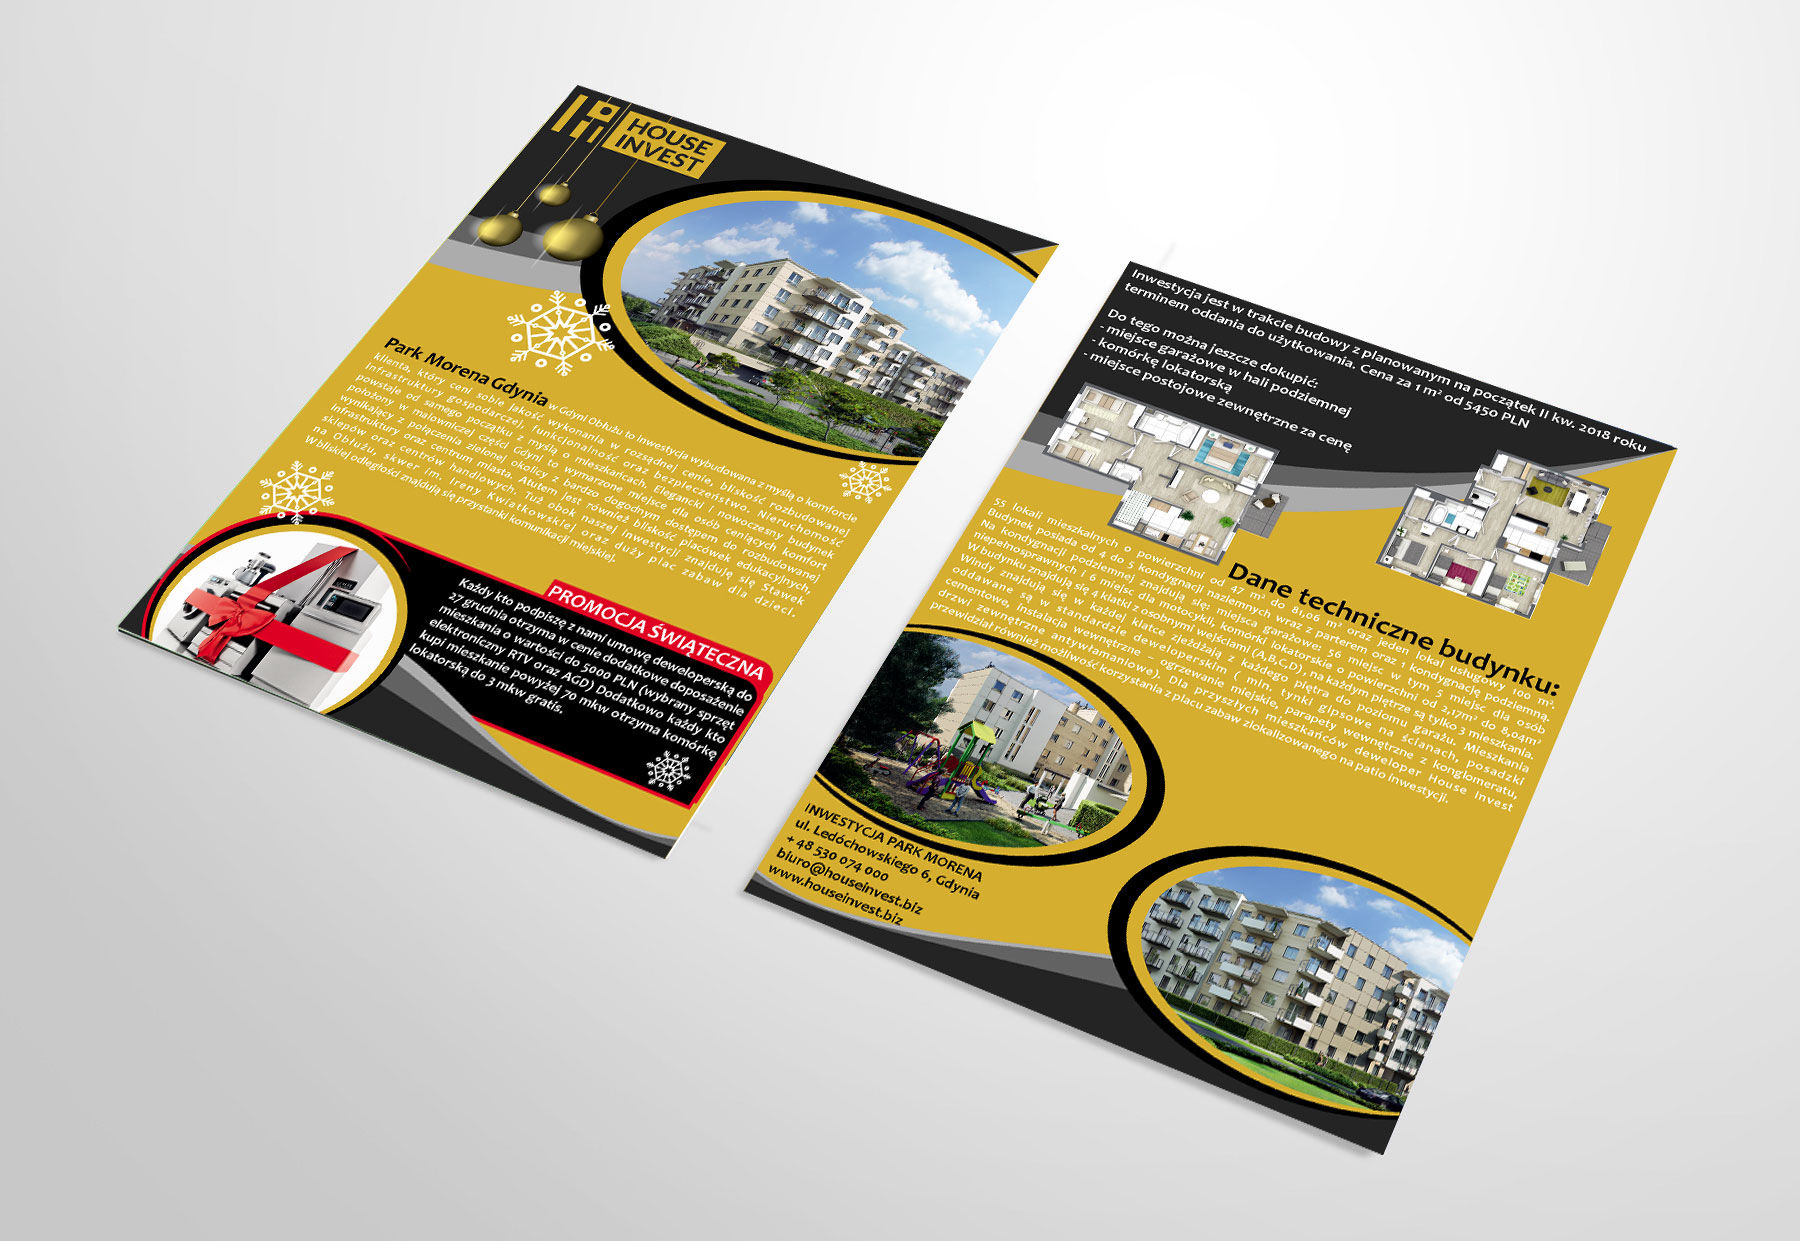 HOUSE
INVEST
Park Morena Gdynia w Gdyni Obłużu to inwestycja wybudowana z myślą o komforcie
klienta, który ceni sobie jakość wykonania w rozsądnej cenie, bliskość rozbudowanej
infrastruktury gospodarczej, funkcjonalność oraz bezpieczeństwo. Nieruchomość
powstaje od samego początku z myślą o mieszkańcach. Elegancki i nowoczesny budynek
położony w malowniczej części Gdyni to wymarzone miejsce dla osób ceniących komfort
wynikający z połączenia zielonej okolicy z bardzo dogodnym dostępem do rozbudowanej
infrastruktury oraz centrum miasta. Atutem jest również bliskość placówek edukacyjnych,
sklepów oraz centrów handlowych. Tuż obok naszej inwestycji znajdują się Stawek
na Obłużu, skwer im. Ireny Kwiatkowskiej oraz duży plac zabaw dla dzieci.
W bliskiej odległości znajdują się przystanki komunikacji miejskiej.
PROMOCJA ŚWIĄTECZNA
Każdy kto podpiszę z nami umowę deweloperską do
27 grudnia otrzyma w cenie dodatkowe doposażenie
mieszkania o wartości do 5000 PLN (wybrany sprzęt
elektroniczny RTV oraz AGD) Dodatkowo każdy kto
kupi mieszkanie powyżej 70 mkw otrzyma komórkę
lokatorską do 3 mkw gratis.
Inwestycja jest w trakcie budowy z planowanym na początek II kw. 2018 roku
terminem oddania do użytkowania. Cena za 1 m² od 5450 PLN
Do tego można jeszcze dokupić:
- miejsce garażowe w hali podziemnej
- komórkę lokatorską
- miejsce postojowe zewnętrzne za cenę
Dane techniczne budynku:
55 lokali mieszkalnych o powierzchni od 47 m² do 81,06 m² oraz jeden lokal usługowy 100 m².
Budynek posiada od 4 do 5 kondygnacji nazlemnych wraz z parterem oraz 1 kondygnację podziemną.
Na kondygnacji podziemnej znajdują się: miejsca garażowe: 56 miejsc w tym 5 miejsc dla osób
niepełnosprawnych i 6 miejsc dla motocykli, komórki lokatorskie o powierzchni od 2,17m² do 8,04m²
W budynku znajdują się 4 klatki z osobnymi wejściami (A,B,C,D), na każdym piętrze są tylko 3 mieszkania.
Windy znajdują się w każdej klatce zjeżdżają z każdego piętra do poziomu garażu. Mieszkania
oddawane są w standardzie deweloperskim ( min. tynki gipsowe na ścianach, posadzki
cementowe, instalacja wewnętrzne – ogrzewanie miejskie, parapety wewnętrzne z konglomeratu,
drzwi zewnętrzne antywłamaniowe). Dla przyszłych mieszkańców deweloper House Invest
przewidział również możliwość korzystania z placu zabaw zlokalizowanego na patio inwestycji.
INWESTYCJA PARK MORENA
ul. Ledóchowskiego 6, Gdynia
+ 48 530 074 000
biuro@houseinvest.biz
www.houseinvest.biz